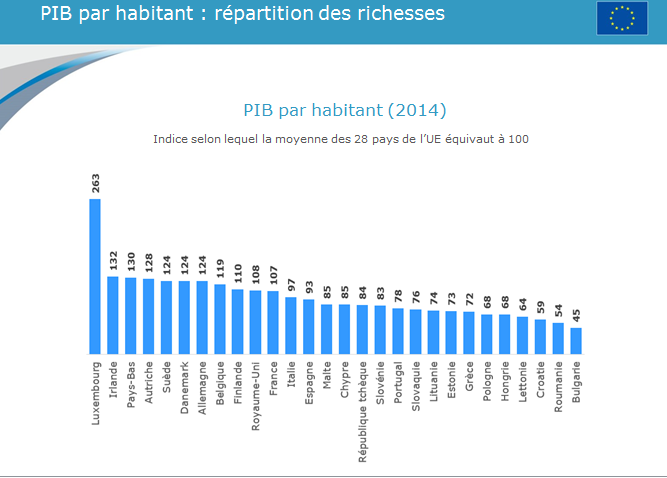 PIB par habitant : répartition des richesses
PIB par habitant (2014)
Indice selon lequel la moyenne des 28 pays de l’UE équivaut à 100
263
132
130
128
124
124
124
119
110
108
107
97
93
85
85
84
83
78
76
74
73
72
68
68
64
59
54
45
Luxembourg
Irlande
Pays-Bas
Autriche
Suède
Danemark
Allemagne
Belgique
Finlande
Royaume-Uni
France
Italie
Espagne
Malte
Chypre
République tchèque
Slovénie
Portugal
Slovaquie
Lituanie
Estonie
Grèce
Pologne
Hongrie
Lettonie
Croatie
Roumanie
Bulgarie